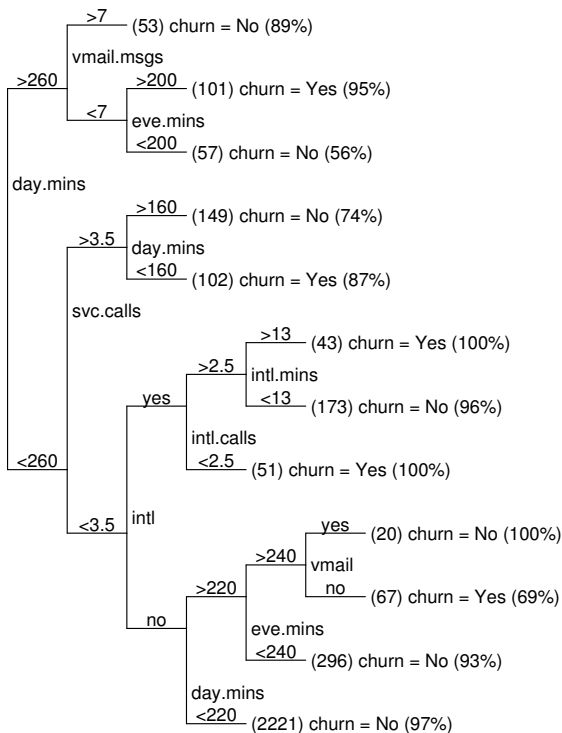 >7
(53) churn = No (89%)
vmail.msgs
>260
>200
(101) churn = Yes (95%)
<7
eve.mins
<200
(57) churn = No (56%)
day.mins
>160
(149) churn = No (74%)
>3.5
day.mins
<160
(102) churn = Yes (87%)
svc.calls
>13
(43) churn = Yes (100%)
>2.5
intl.mins
yes
<13
(173) churn = No (96%)
intl.calls
<260
<2.5
(51) churn = Yes (100%)
<3.5
intl
yes
(20) churn = No (100%)
>240
vmail
>220
no
(67) churn = Yes (69%)
no
eve.mins
<240
(296) churn = No (93%)
day.mins
<220
(2221) churn = No (97%)